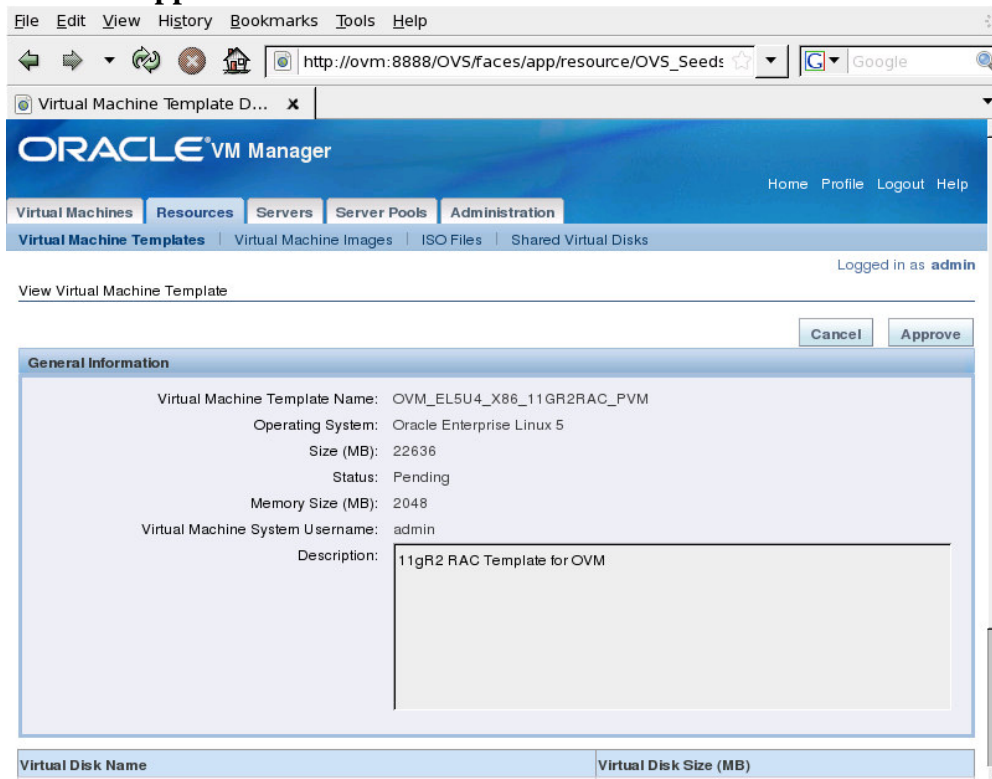 File Edit View History Bookmarks Tools Help
http://ovm:8888/OVS/faces/app/resource/OVS_Seeds G Google
Virtual Machine Template D... X
ORACLE VM Manager
Home Profile Logout Help
Virtual Machines Resources Servers Server Pools Administration
Virtual Machine Templates | Virtual Machine Images | ISO Files | Shared Virtual Disks
Logged in as admin
View Virtual Machine Template
Cancel Approve
General Information
Virtual Machine Template Name: OVM_EL5U4_X86_11GR2RAC_PVM
Operating System: Oracle Enterprise Linux 5
Size (MB): 22636
Status: Pending
Memory Size (MB): 2048
Virtual Machine System Username: admin
Description: 11gR2 RAC Template for OVM
Virtual Disk Name Virtual Disk Size (MB)